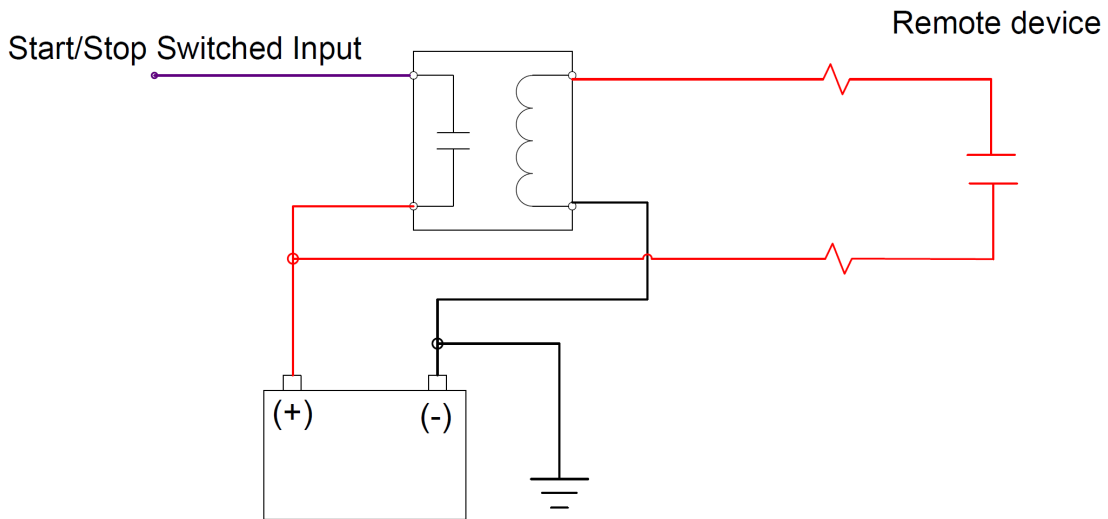 Remote device
Start/Stop Switched Input
(+)
(-)